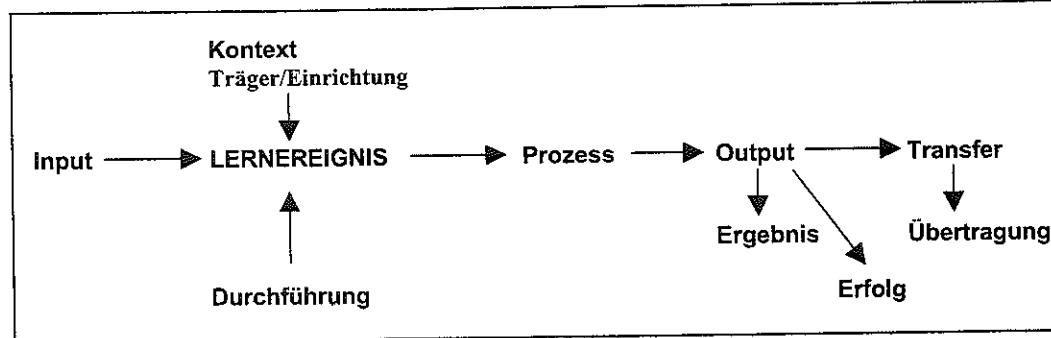 Kontext
Träger/Einrichtung
Input
LERNEREIGNIS
Prozess
Output
Transfer
Ergebnis
Übertragung
Durchführung
Erfolg